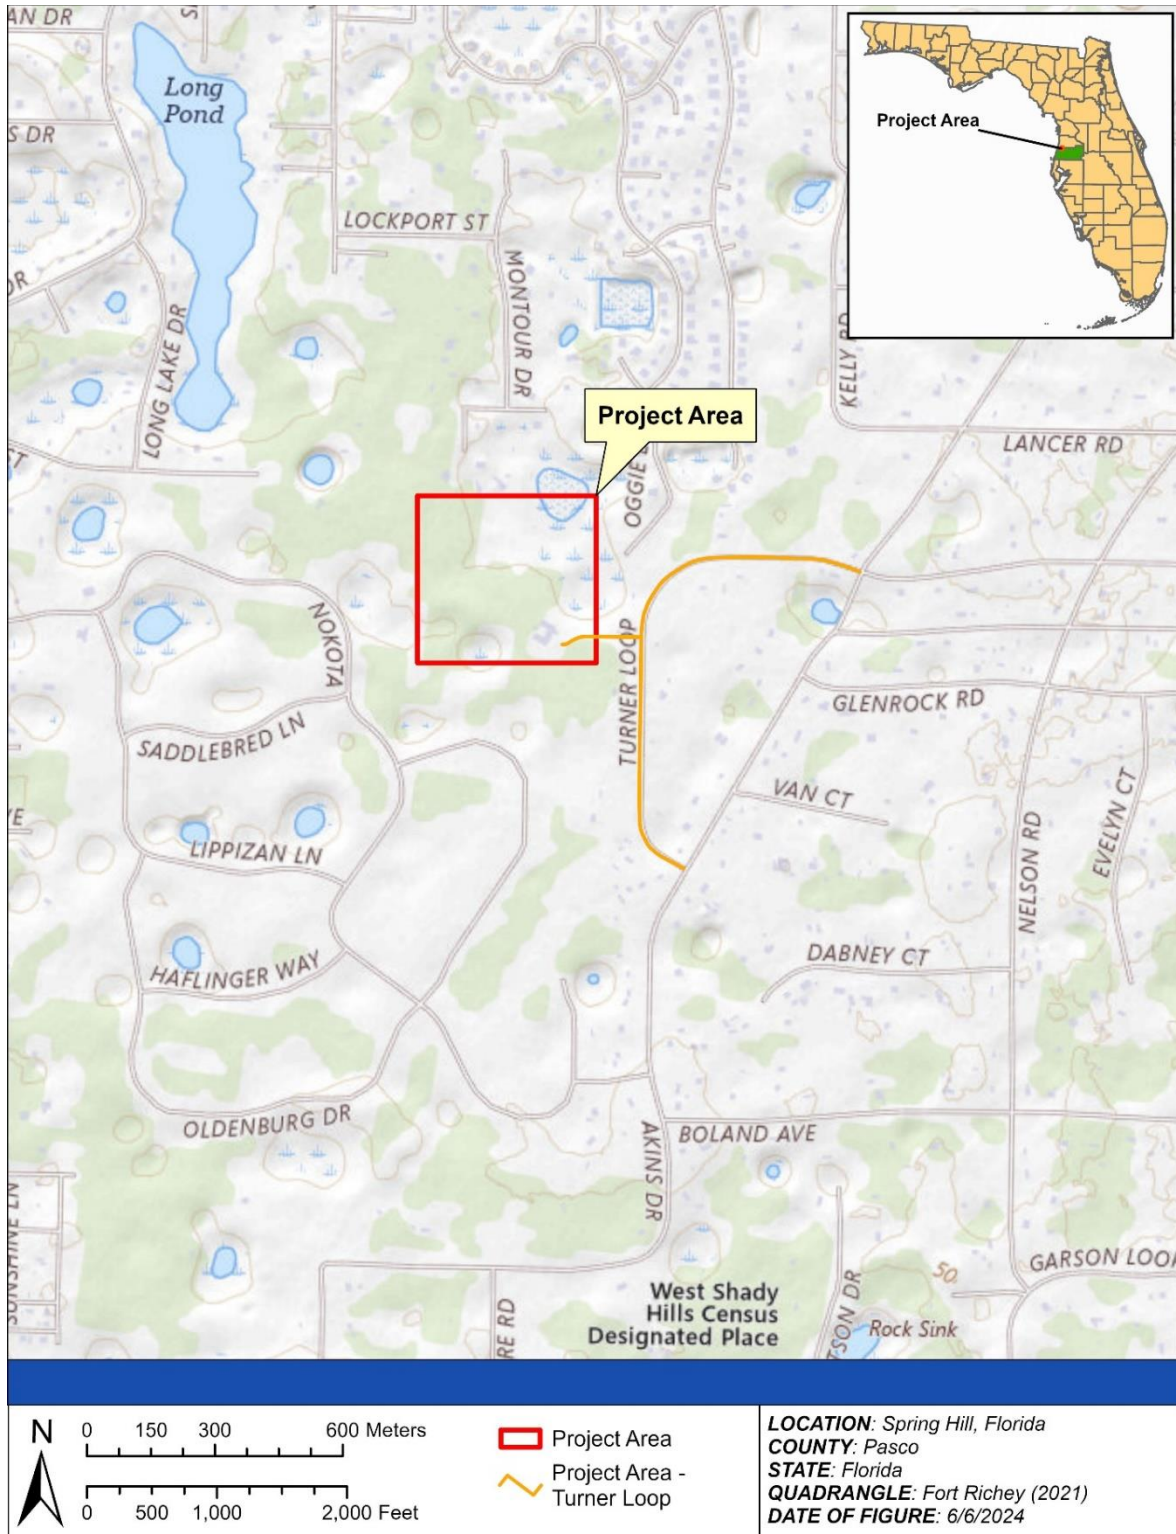 AN DR
S DR
DR
Long
Pond
LOCKPORT ST
MONTOUR DR
LONG LAKE DR
KELLY RD
LANCER RD
OGGIE
Project Area
Project Area
NOKOTA
SADDLEBRED LN
LIPPIZAN LN
HAFLINGER WAY
OLDENBURG DR
TURNER LOOP
GLENROCK RD
VAN CT
EVELYN CT
NELSON RD
DABNEY CT
BOLAND AVE
AKINS DR
SUNSHINE LN
RE RD
West Shady
Hills Census
Designated Place
TSON DR
50
Rock Sink
GARSON LOOP
N
0 150 300 600 Meters
0 500 1,000 2,000 Feet
Project Area
Project Area -
Turner Loop
LOCATION: Spring Hill, Florida
COUNTY: Pasco
STATE: Florida
QUADRANGLE: Fort Richey (2021)
DATE OF FIGURE: 6/6/2024